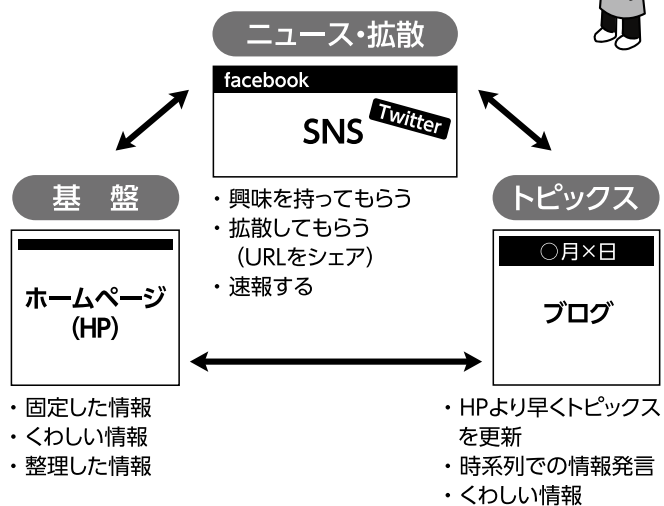 ニュース・拡散
facebook
SNS
Twitter
・興味を持ってもらう
・拡散してもらう
（URLをシェア）
・速報する
基 盤
ホームページ
(HP)
・固定した情報
・くわしい情報
・整理した情報
トピックス
○月×日
ブログ
・HPより早くトピックス
を更新
・時系列での情報発言
・くわしい情報